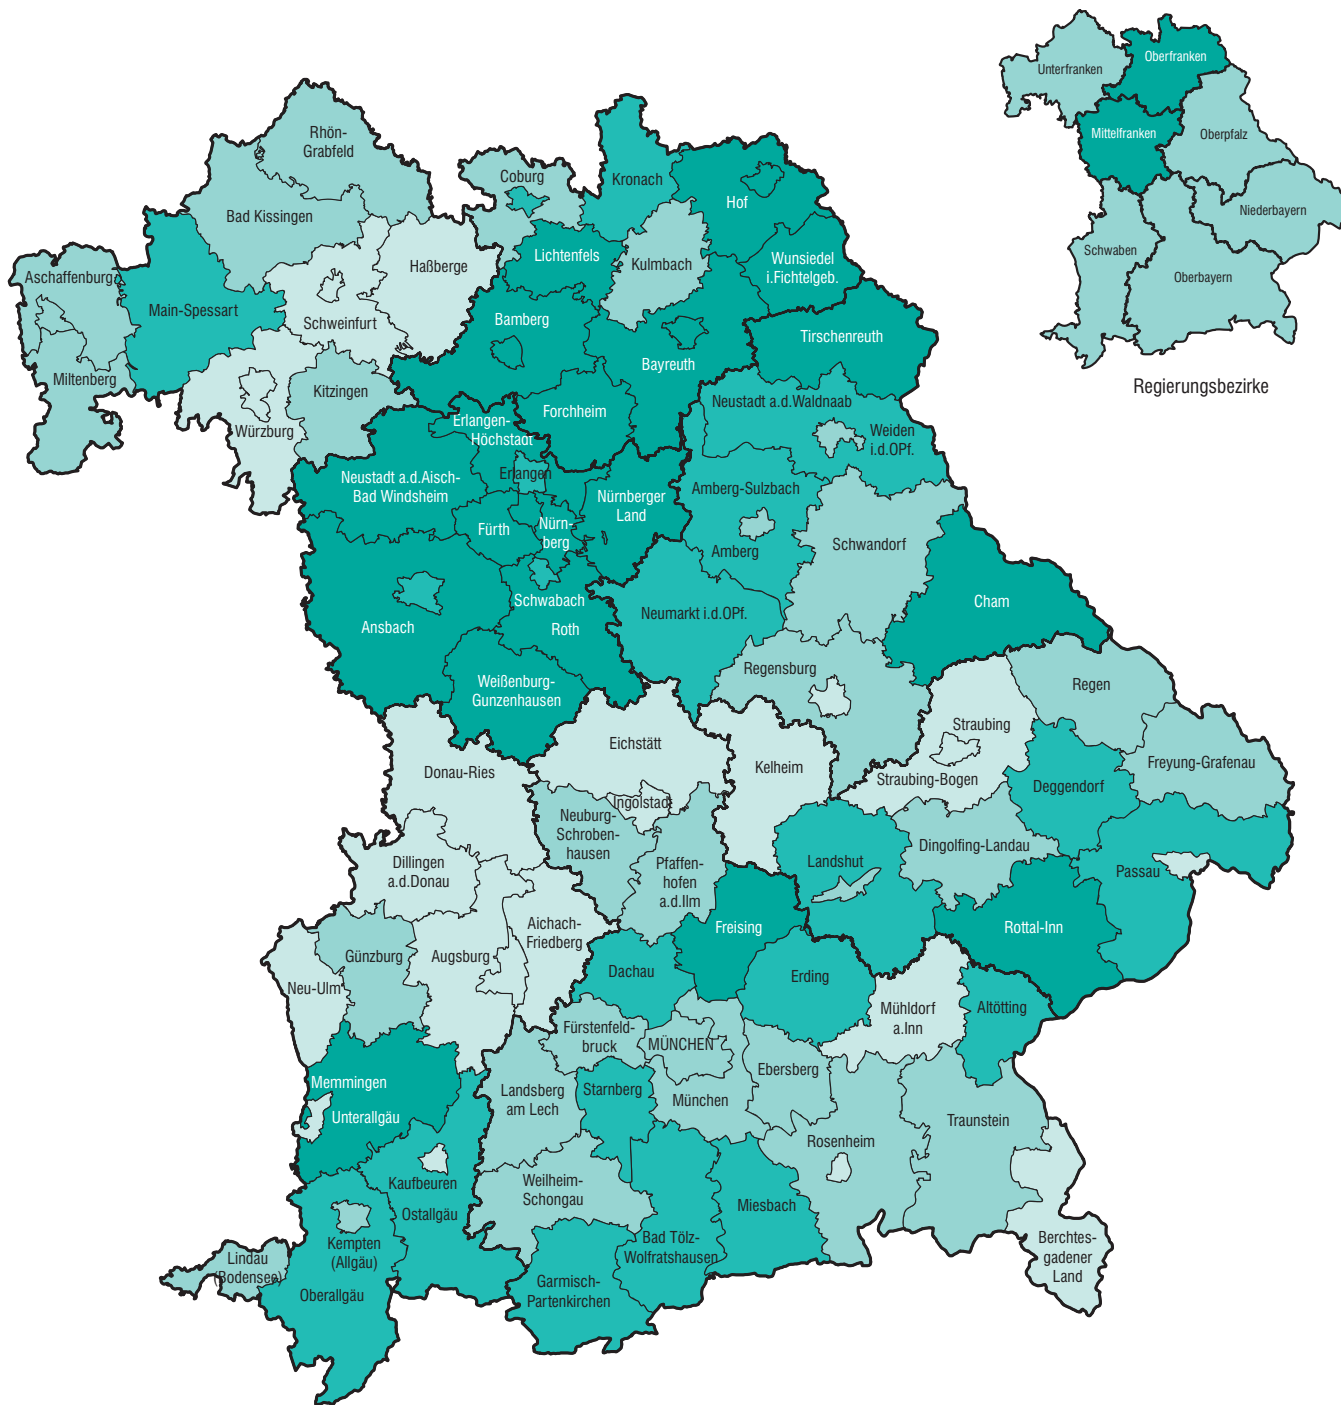 Oberfranken
Unterfranken
Mittelfranken
Oberpfalz
Niederbayern
Schwaben
Oberbayern
Regierungsbezirke
Rhön-
Grabfeld
Coburg
Kronach
Hof
Bad Kissingen
Lichtenfels
Kulmbach
Wunsiedel
i.Fichtelgeb.
Haßberge
Aschaffenburg
Main-Spessart
Schweinfurt
Bamberg
Tirschenreuth
Bayreuth
Miltenberg
Kitzingen
Neustadt a.d.Waldnaab
Forchheim
Würzburg
Erlangen-
Höchstadt
Weiden
i.d.OPf.
Erlangen
Neustadt a.d.Aisch-
Bad Windsheim
Nürnberger
Land
Amberg-Sulzbach
Fürth
Nürn-
berg
Amberg
Schwandorf
Schwabach
Roth
Ansbach
Neumarkt i.d.OPf.
Cham
Weißenburg-
Gunzenhausen
Regensburg
Regen
Straubing
Eichstätt
Kelheim
Donau-Ries
Straubing-Bogen
Freyung-Grafenau
Deggendorf
Ingolstadt
Neuburg-
Schroben-
hausen
Dingolfing-Landau
Dillingen
a.d.Donau
Pfaffen-
hofen
a.d.Ilm
Landshut
Passau
Aichach-
Friedberg
Freising
Rottal-Inn
Günzburg
Augsburg
Dachau
Erding
Neu-Ulm
Mühldorf
a.Inn
Altötting
Fürstenfeld-
bruck
MÜNCHEN
Ebersberg
Memmingen
Landsberg
am Lech
Starnberg
München
Unterallgäu
Traunstein
Rosenheim
Kaufbeuren
Weilheim-
Schongau
Miesbach
Ostallgäu
Kempten
(Allgäu)
Bad Tölz-
Wolfratshausen
Berchtes-
gadener
Land
Lindau
(Bodensee)
Oberallgäu
Garmisch-
Partenkirchen